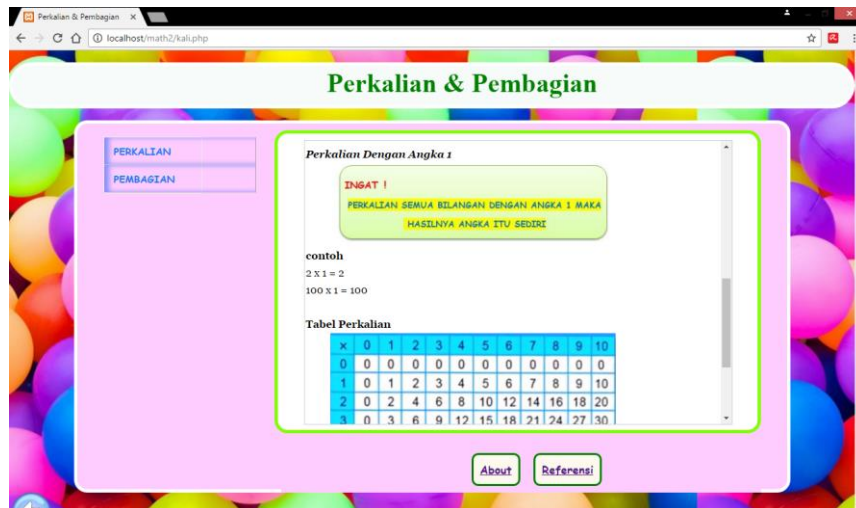 Perkalian & Pembagian
localhost/math2/kali.php
Perkalian & Pembagian
PERKALIAN
PEMBAGIAN
Perkalian Dengan Angka 1
INGAT !
PERKALIAN SEMUA BILANGAN DENGAN ANGKA 1 MAKA
HASILNYA ANGKA ITU SEDIRI
contoh
2 x 1 = 2
100 x 1 = 100
Tabel Perkalian
x 0 1 2 3 4 5 6 7 8 9 10
0 0 0 0 0 0 0 0 0 0 0 0
1 0 1 2 3 4 5 6 7 8 9 10
2 0 2 4 6 8 10 12 14 16 18 20
3 0 3 6 9 12 15 18 21 24 27 30
About Referensi